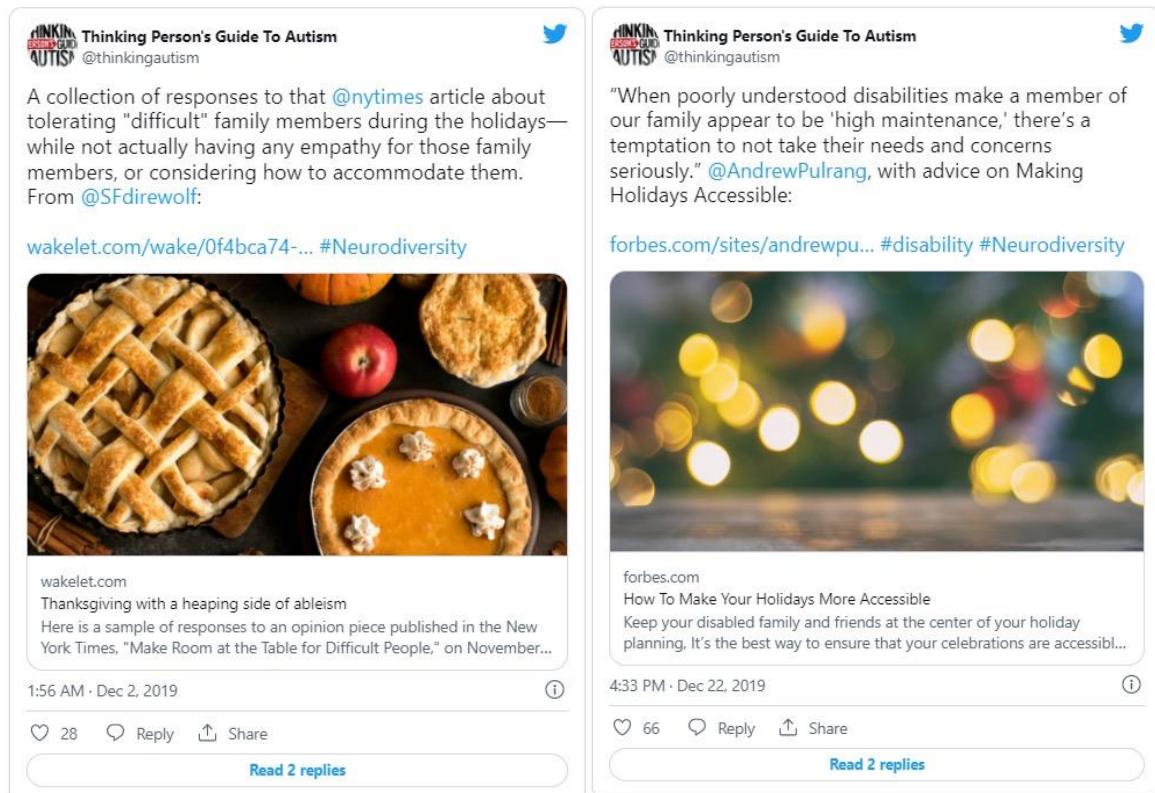 THINKIN
PERSON'S GUID
AUTISM
Thinking Person's Guide To Autism
@thinkingautism
A collection of responses to that @nytimes article about
tolerating "difficult" family members during the holidays—
while not actually having any empathy for those family
members, or considering how to accommodate them.
From @SFdirewolf:
wakelet.com/wake/0f4bca74-... #Neurodiversity
wakelet.com
Thanksgiving with a heaping side of ableism
Here is a sample of responses to an opinion piece published in the New
York Times, "Make Room at the Table for Difficult People," on November...
1:56 AM · Dec 2, 2019
28 Reply Share
Read 2 replies
THINKIN
PERSON'S GUID
AUTISM
Thinking Person's Guide To Autism
@thinkingautism
“When poorly understood disabilities make a member of
our family appear to be 'high maintenance,' there’s a
temptation to not take their needs and concerns
seriously.” @AndrewPulrang, with advice on Making
Holidays Accessible:
forbes.com/sites/andrewpu... #disability #Neurodiversity
forbes.com
How To Make Your Holidays More Accessible
Keep your disabled family and friends at the center of your holiday
planning, It’s the best way to ensure that your celebrations are accessibl...
4:33 PM · Dec 22, 2019
66 Reply Share
Read 2 replies